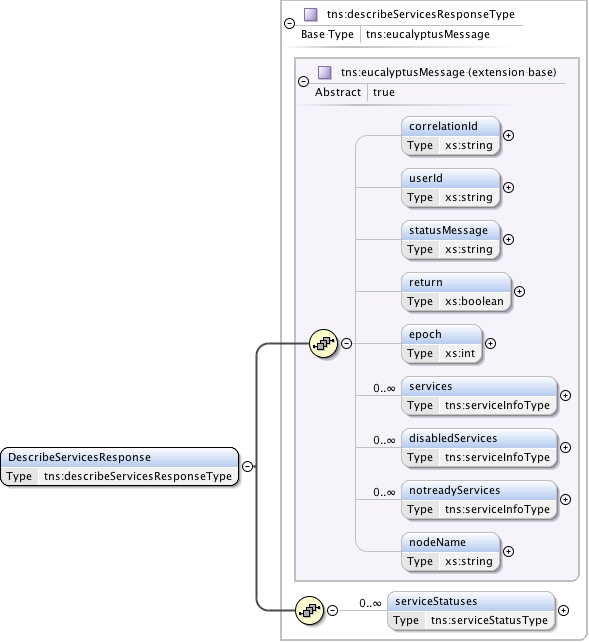 tns:describeServicesResponseType
Base Type tns:eucalyptusMessage
tns:eucalyptusMessage (extension base)
Abstract true
correlationId
Type xs:string
userId
Type xs:string
statusMessage
Type xs:string
return
Type xs:boolean
epoch
Type xs:int
0..∞ services
Type tns:serviceInfoType
0..∞ disabledServices
Type tns:serviceInfoType
0..∞ notreadyServices
Type tns:serviceInfoType
nodeName
Type xs:string
DescribeServicesResponse
Type tns:describeServicesResponseType
0..∞ serviceStatuses
Type tns:serviceStatusType